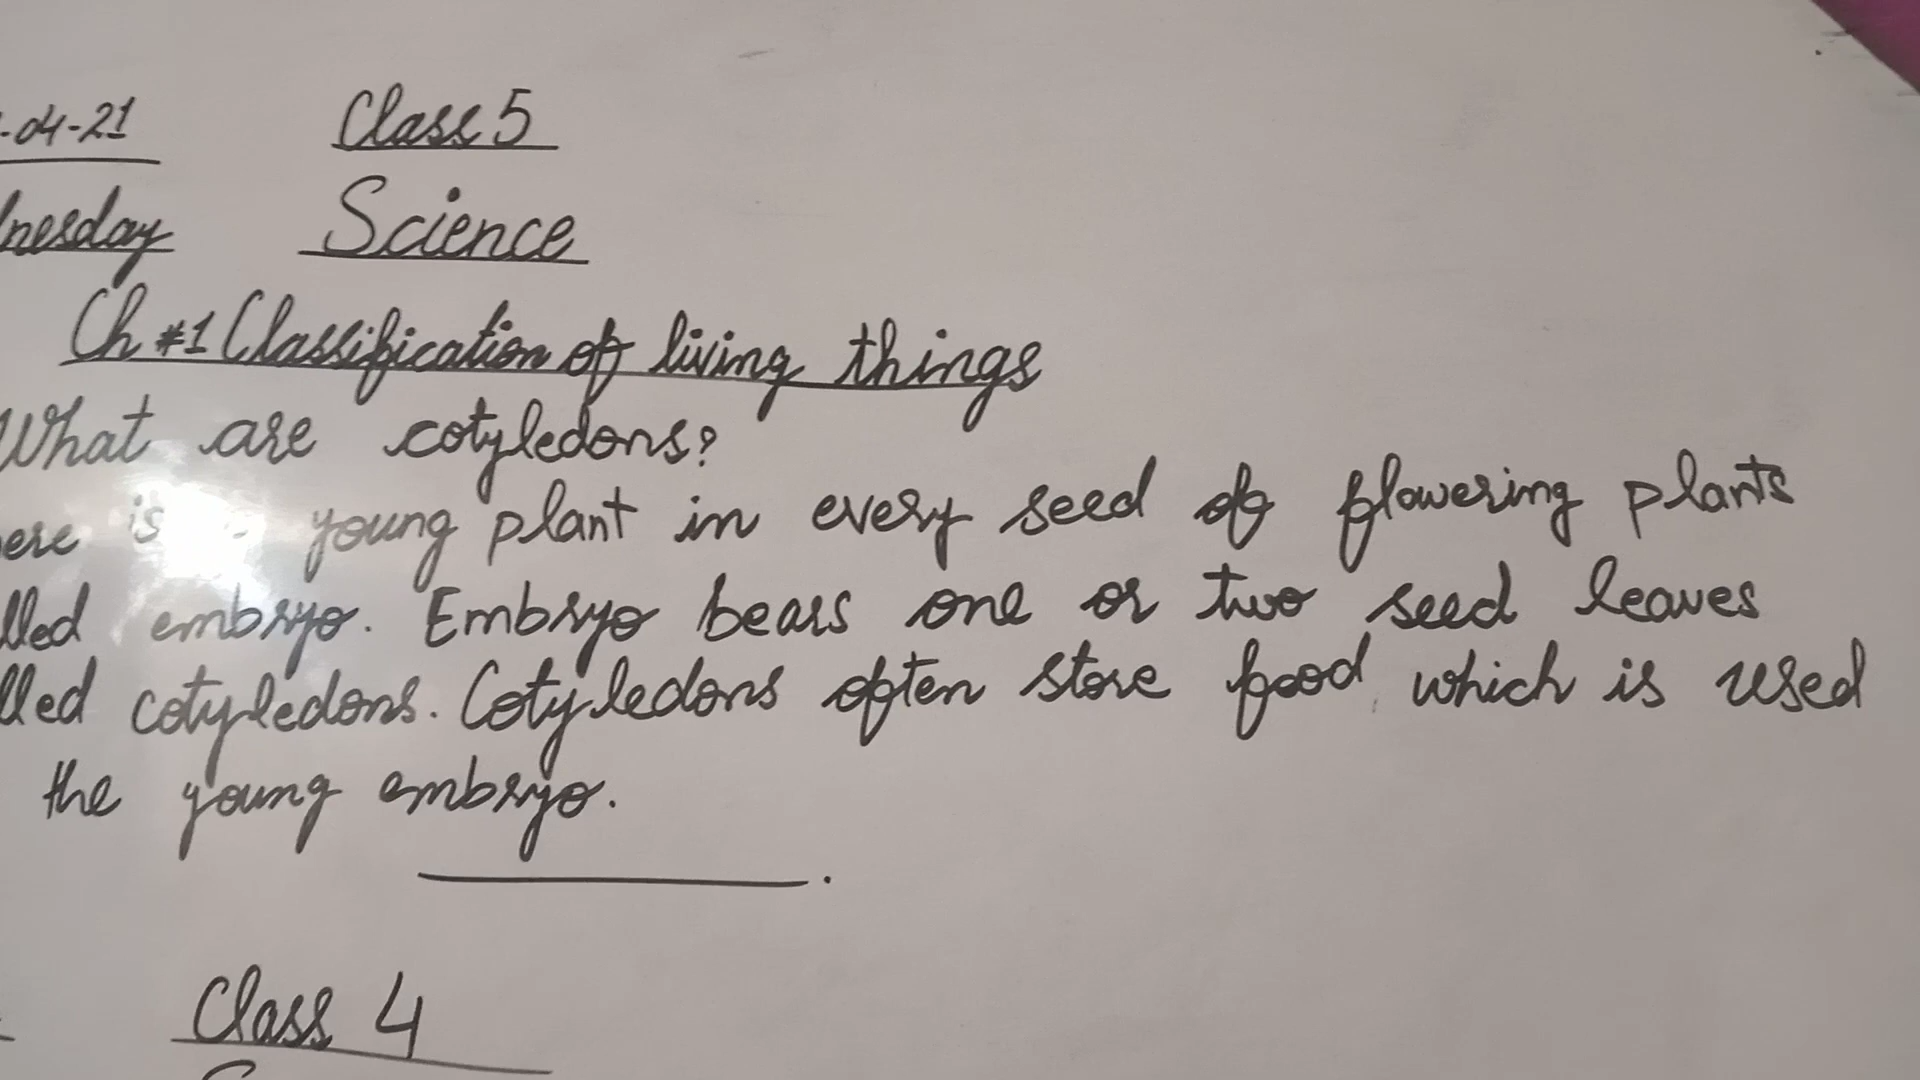 -04-21 Class 5
nesday Science
Ch #1 Classification of living things
What are cotyledons?
ere is young plant in every seed of flowering plants
lled embryo. Embryo bears one or two seed leaves
lled cotyledons. Cotyledons often store food which is used
the young embryo.
Class 4